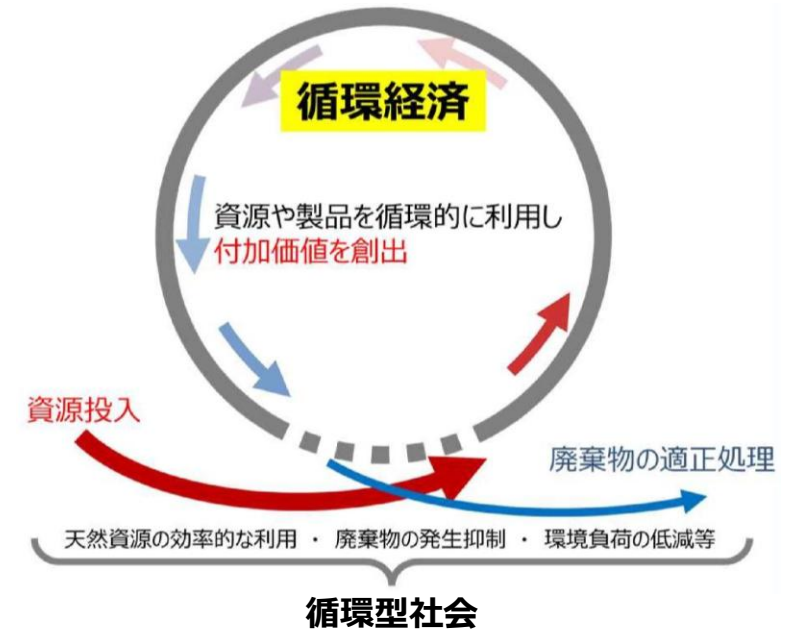 循環経済
資源や製品を循環的に利用し
付加価値を創出
資源投入
廃棄物の適正処理
天然資源の効率的な利用 ・ 廃棄物の発生抑制 ・ 環境負荷の低減等
循環型社会